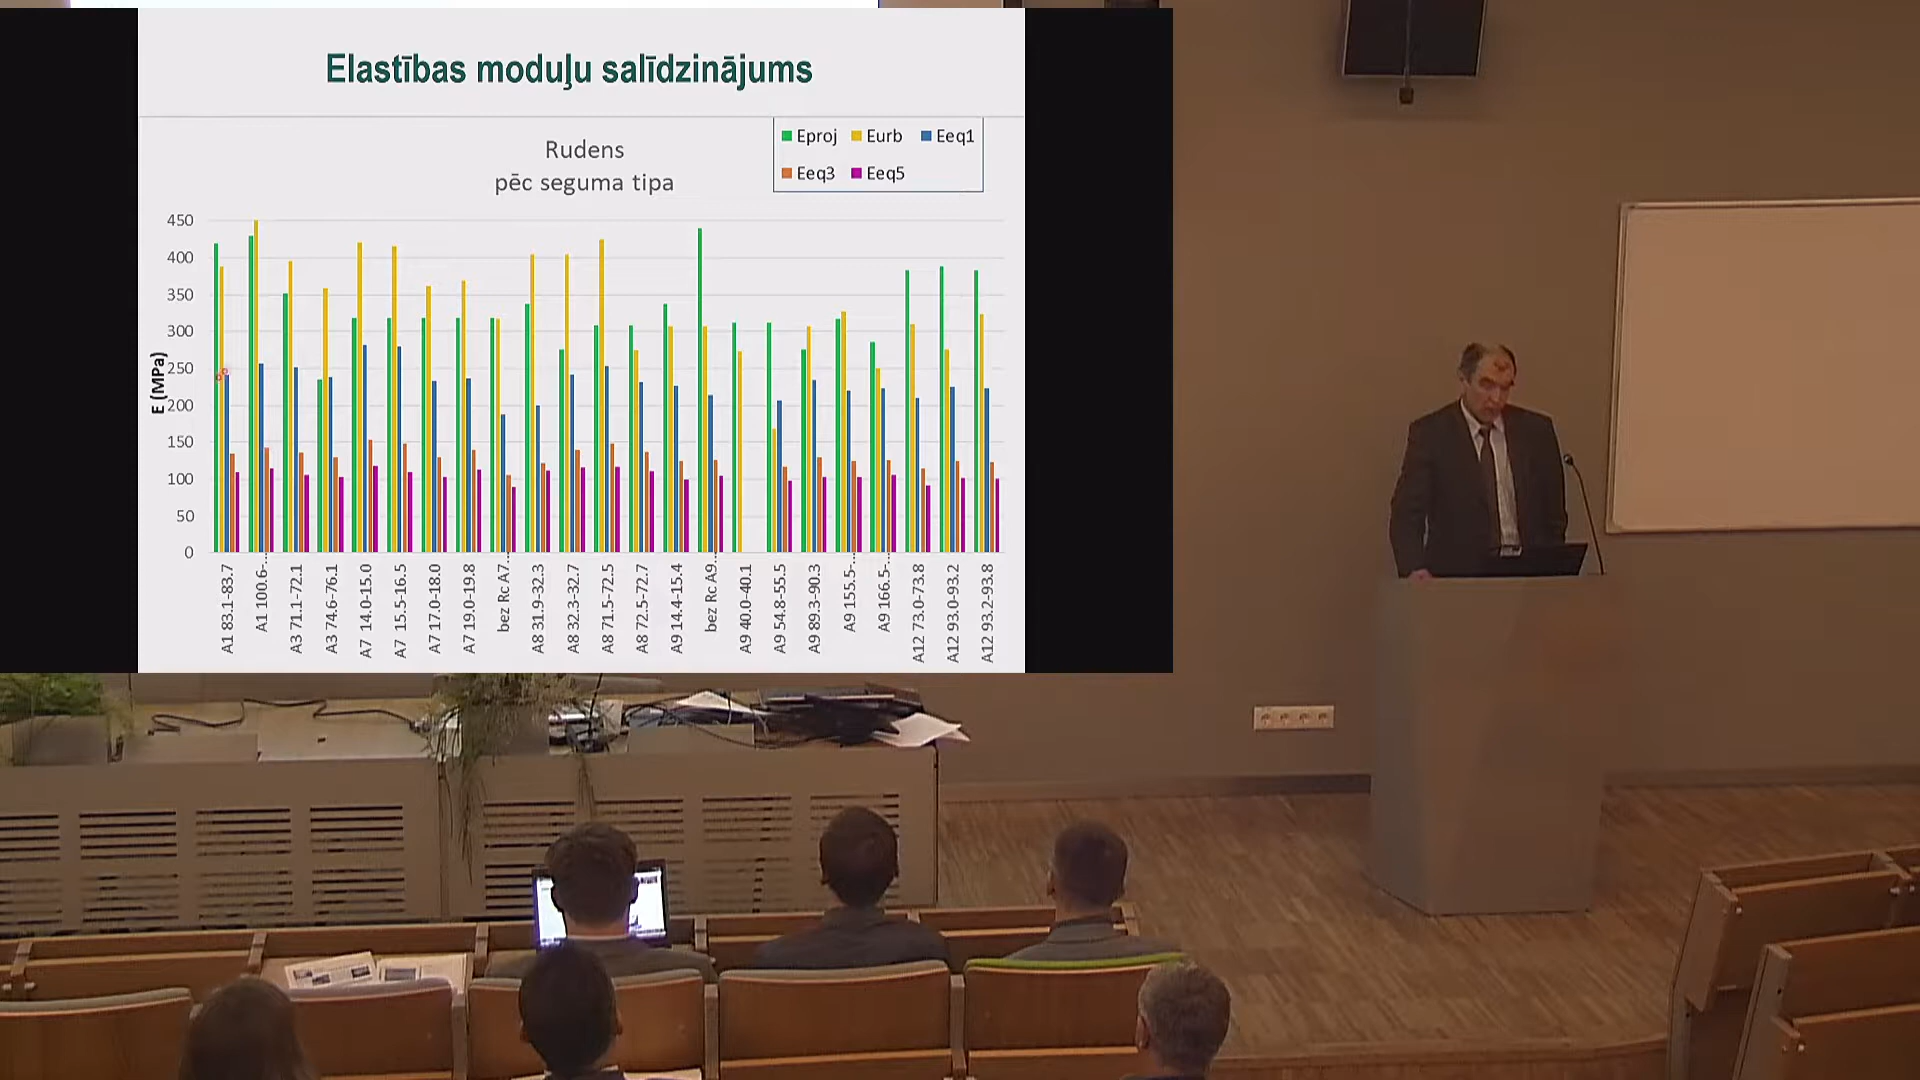 Elastības moduļu salīdzinājums
Rudens
pēc seguma tipa
Eproj Eurb Eeq1
Eeq3 Eeq5
E (MPa)
450
400
350
300
250
200
150
100
50
0
A1 83.1-83.7
A1 100.6-…
A3 71.1-72.1
A3 74.6-76.1
A7 14.0-15.0
A7 15.5-16.5
A7 17.0-18.0
A7 19.0-19.8
bez Rc A7…
A8 31.9-32.3
A8 32.3-32.7
A8 71.5-72.5
A8 72.5-72.7
A9 14.4-15.4
bez Rc A9…
A9 40.0-40.1
A9 54.8-55.5
A9 89.3-90.3
A9 155.5-…
A9 166.5-…
A12 73.0-73.8
A12 93.0-93.2
A12 93.2-93.8